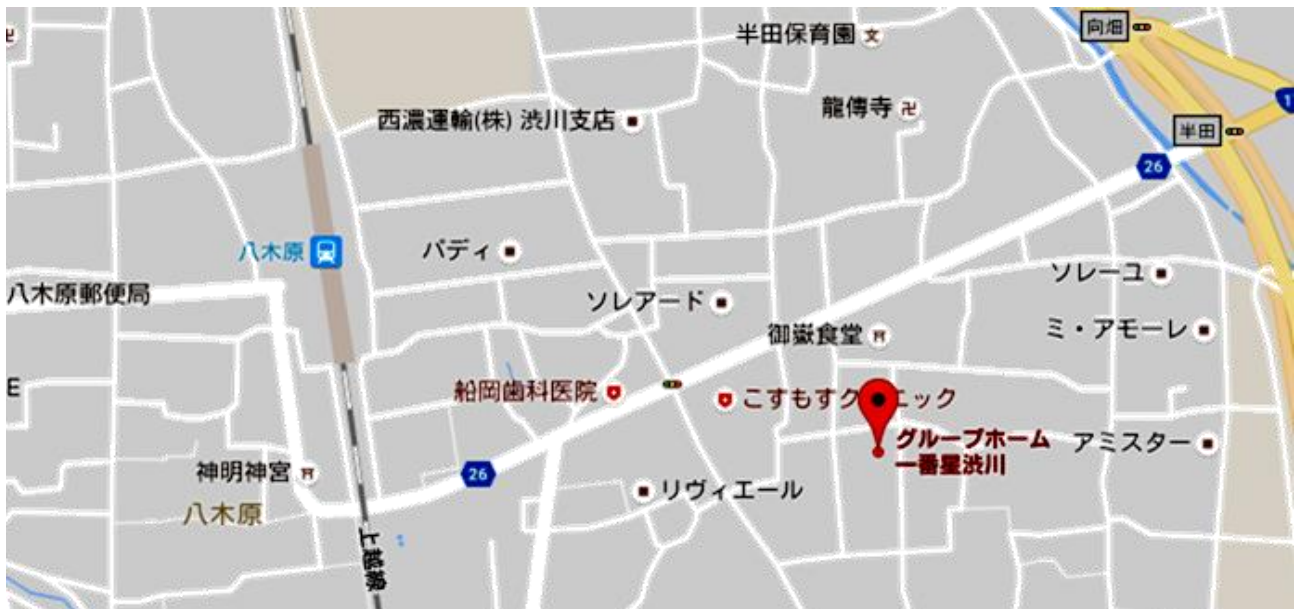 半田保育園
向畑
龍傳寺
西濃運輸(株) 渋川支店
半田
26
八木原
バディ
ソレーユ
八木原郵便局
ソレアード
御嶽食堂
ミ・アモーレ
船岡歯科医院
こすもすク
ニック
グループホーム
一番星渋川
アミスター
神明神宮
26
リヴィエール
八木原
上越線